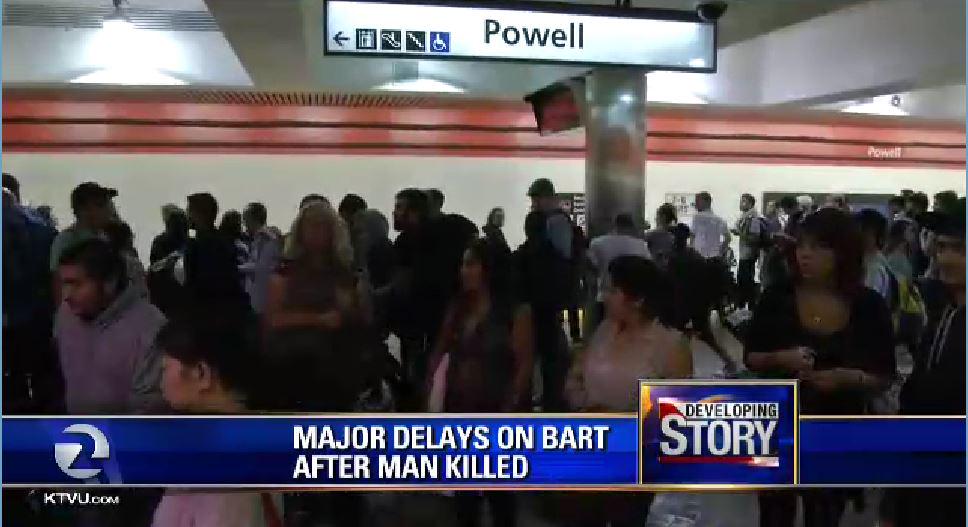 Powell
Powell
DEVELOPING
STORY
MAJOR DELAYS ON BART
AFTER MAN KILLED
2
KTVU.COM